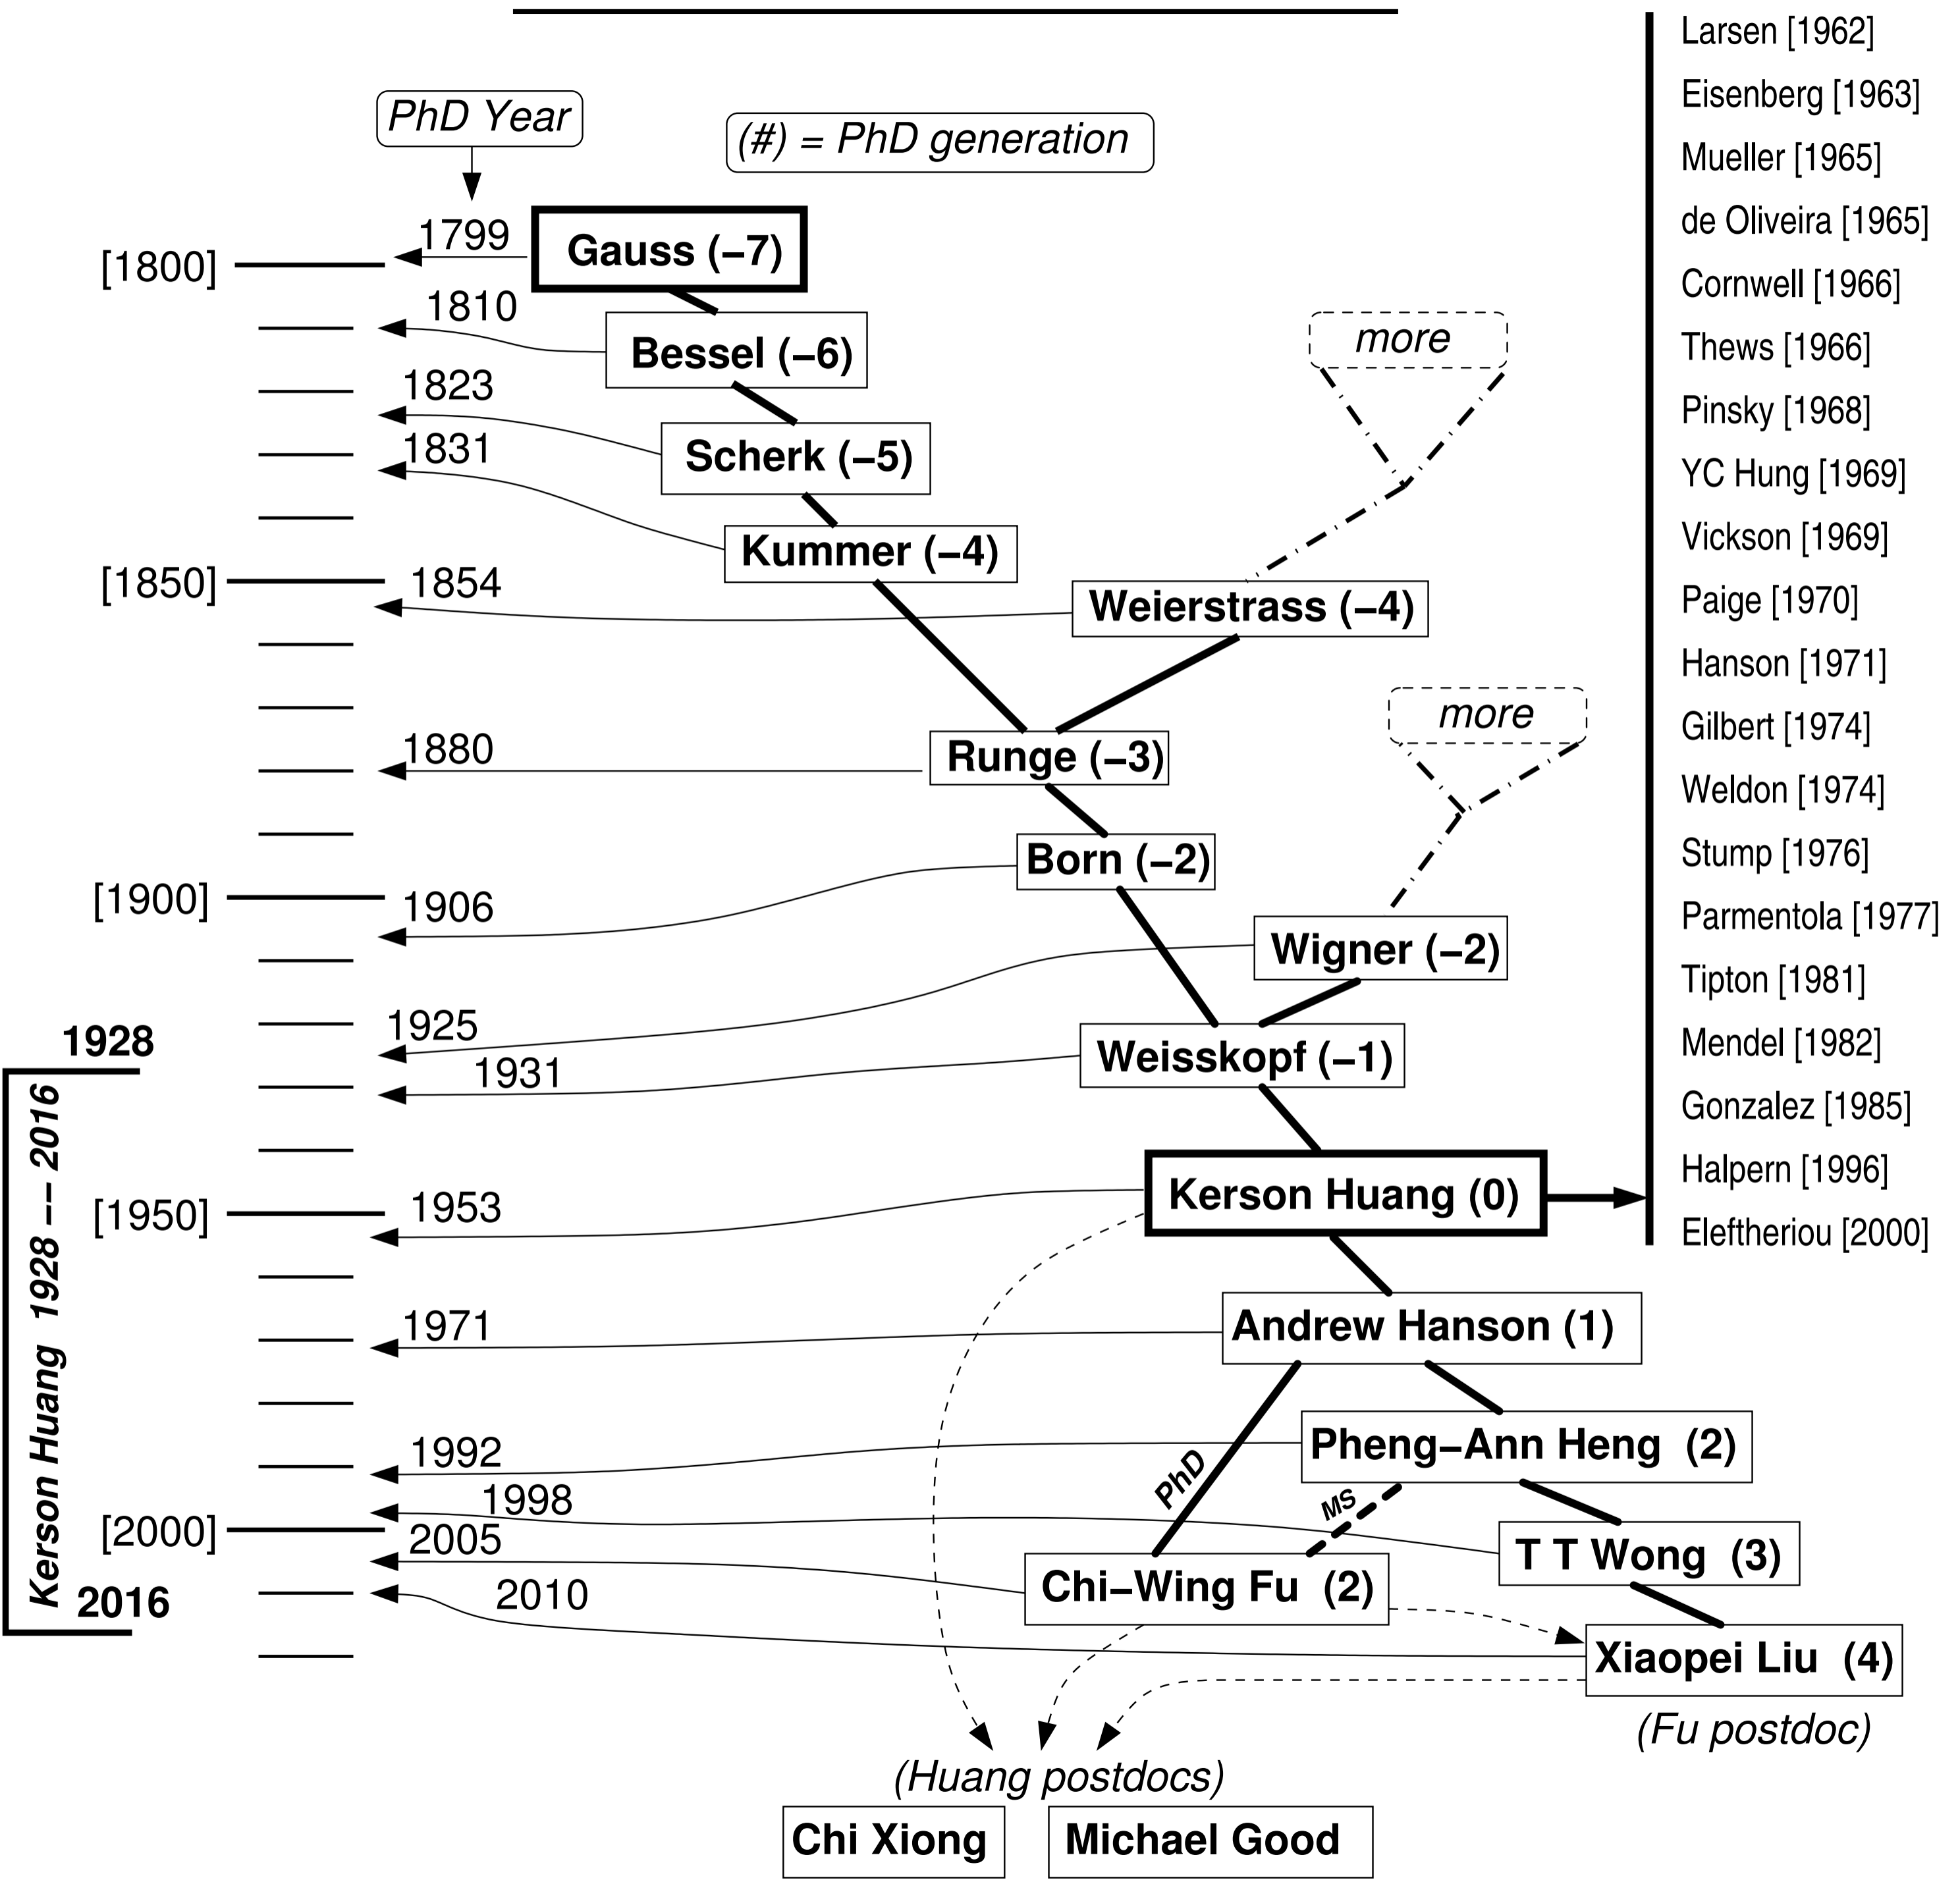 PhD Year
(#) = PhD generation
1799
Gauss (−7)
[1800]
1810
Bessel (−6)
more
1823
Scherk (−5)
1831
Kummer (−4)
[1850]
1854
Weierstrass (−4)
more
1880
Runge (−3)
Born (−2)
[1900]
1906
Wigner (−2)
1925
1928
Weisskopf (−1)
1931
Kerson Huang 1928 −− 2016
Kerson Huang (0)
[1950]
1953
1971
Andrew Hanson (1)
1992
Pheng−Ann Heng (2)
PhD
MS
1998
[2000]
2005
T T Wong (3)
Chi−Wing Fu (2)
2016
2010
Xiaopei Liu (4)
(Fu postdoc)
(Huang postdocs)
Chi Xiong
Michael Good
Larsen [1962]
Eisenberg [1963]
Mueller [1965]
de Oliveira [1965]
Cornwell [1966]
Thews [1966]
Pinsky [1968]
YC Hung [1969]
Vickson [1969]
Paige [1970]
Hanson [1971]
Gilbert [1974]
Weldon [1974]
Stump [1976]
Parmentola [1977]
Tipton [1981]
Mendel [1982]
Gonzalez [1985]
Halpern [1996]
Eleftheriou [2000]